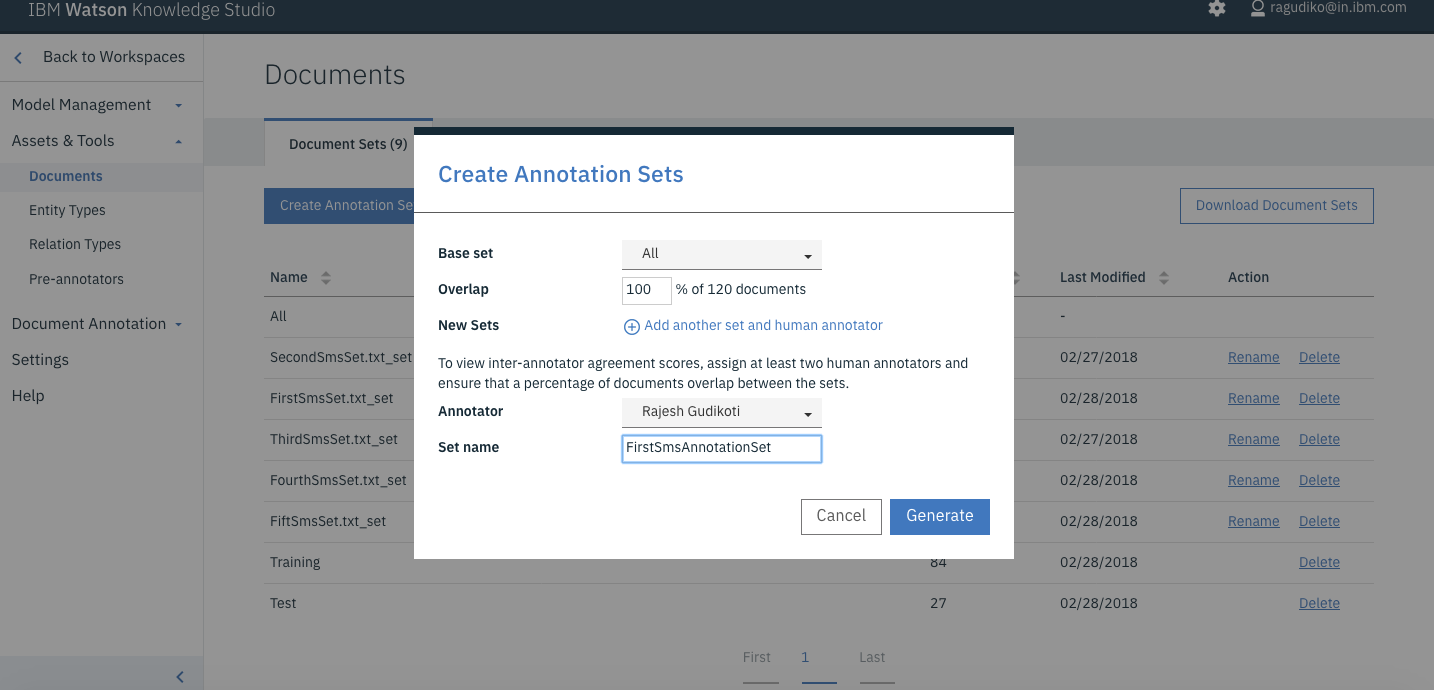 IBM Watson Knowledge Studio
ragudiko@in.ibm.com
Back to Workspaces
Model Management
Assets & Tools
Documents
Entity Types
Relation Types
Pre-annotators
Document Annotation
Settings
Help
Documents
Document Sets (9)
Create Annotation Se
Download Document Sets
Name
Last Modified
Action
All
-
SecondSmsSet.txt_set
02/27/2018
Rename
Delete
FirstSmsSet.txt_set
02/28/2018
Rename
Delete
ThirdSmsSet.txt_set
02/27/2018
Rename
Delete
FourthSmsSet.txt_set
02/28/2018
Rename
Delete
FiftSmsSet.txt_set
02/28/2018
Rename
Delete
Training
84
02/28/2018
Delete
Test
27
02/28/2018
Delete
First
1
Last
Create Annotation Sets
Base set
All
Overlap
100 % of 120 documents
New Sets
Add another set and human annotator
To view inter-annotator agreement scores, assign at least two human annotators and
ensure that a percentage of documents overlap between the sets.
Annotator
Rajesh Gudikoti
Set name
FirstSmsAnnotationSet
Cancel
Generate